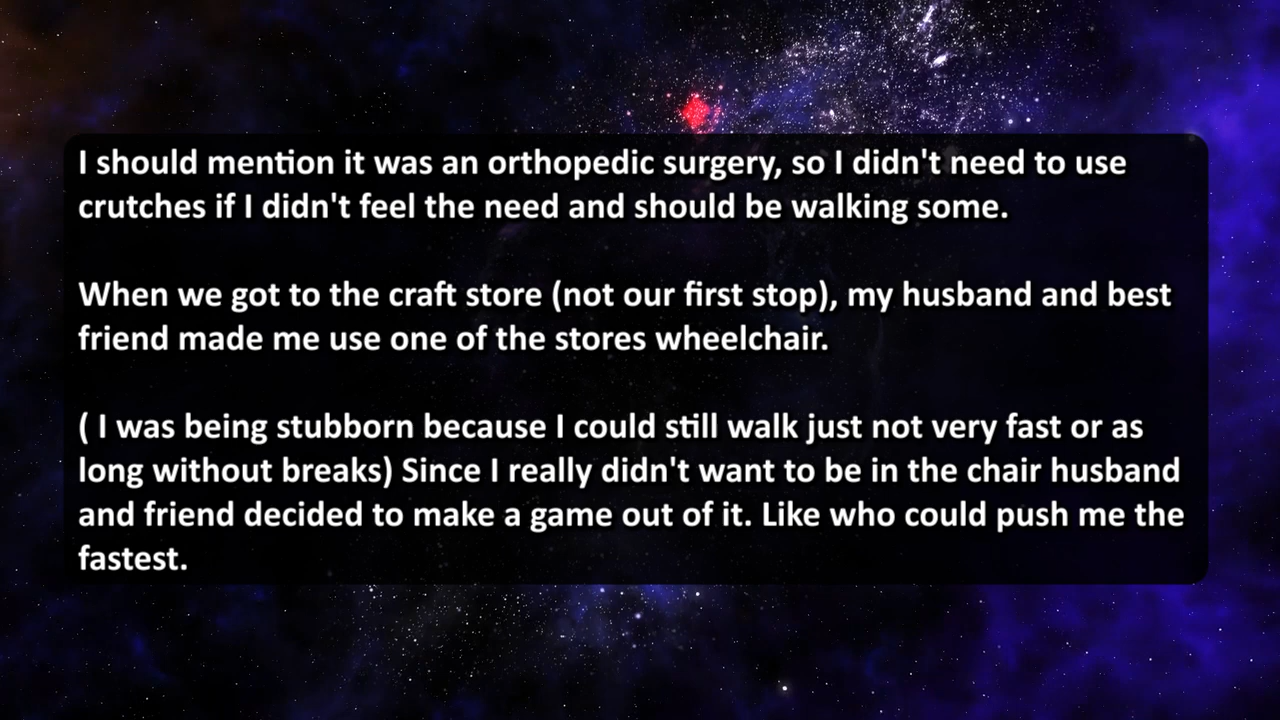 I should mention it was an orthopedic surgery, so I didn't need to use
crutches if I didn't feel the need and should be walking some.
When we got to the craft store (not our first stop), my husband and best
friend made me use one of the stores wheelchair.
( I was being stubborn because I could still walk just not very fast or as
long without breaks) Since I really didn't want to be in the chair husband
and friend decided to make a game out of it. Like who could push me the
fastest.